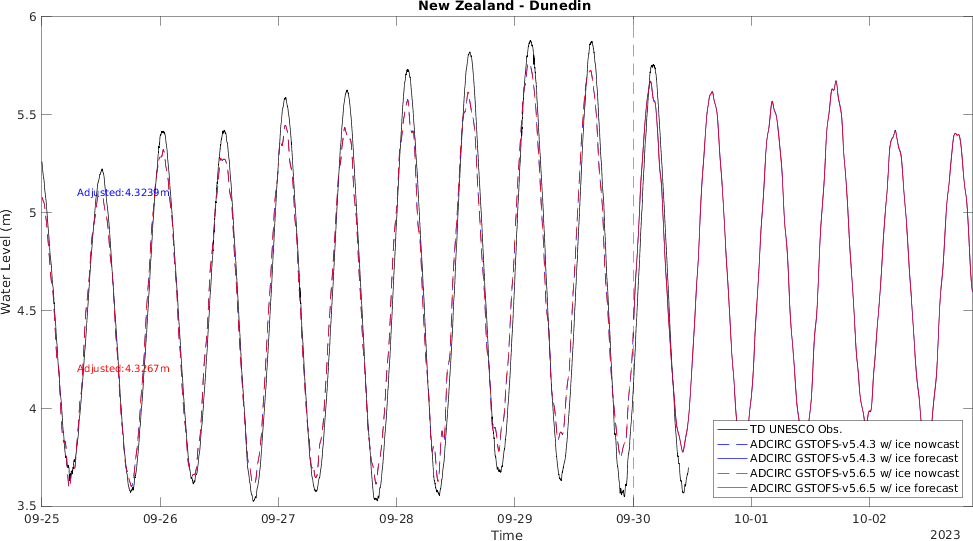 New Zealand - Dunedin
6
5.5
5
4.5
4
3.5
Water Level (m)
Adjusted:4.3239m
Adjusted:4.3267m
TD UNESCO Obs.
ADCIRC GSTOFS-v5.4.3 w/ ice nowcast
ADCIRC GSTOFS-v5.4.3 w/ ice forecast
ADCIRC GSTOFS-v5.6.5 w/ ice nowcast
ADCIRC GSTOFS-v5.6.5 w/ ice forecast
09-25 09-26 09-27 09-28 09-29 09-30 10-01 10-02
Time
2023